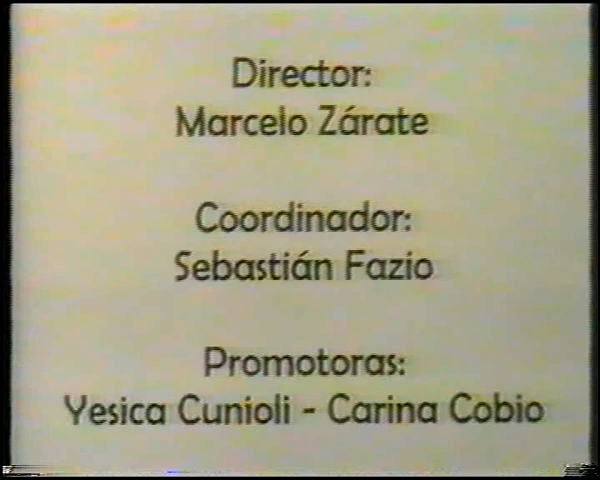 Director:
Marcelo Zárate
Coordinador:
Sebastián Fazio
Promotoras:
Yesica Cunioli - Carina Cobio